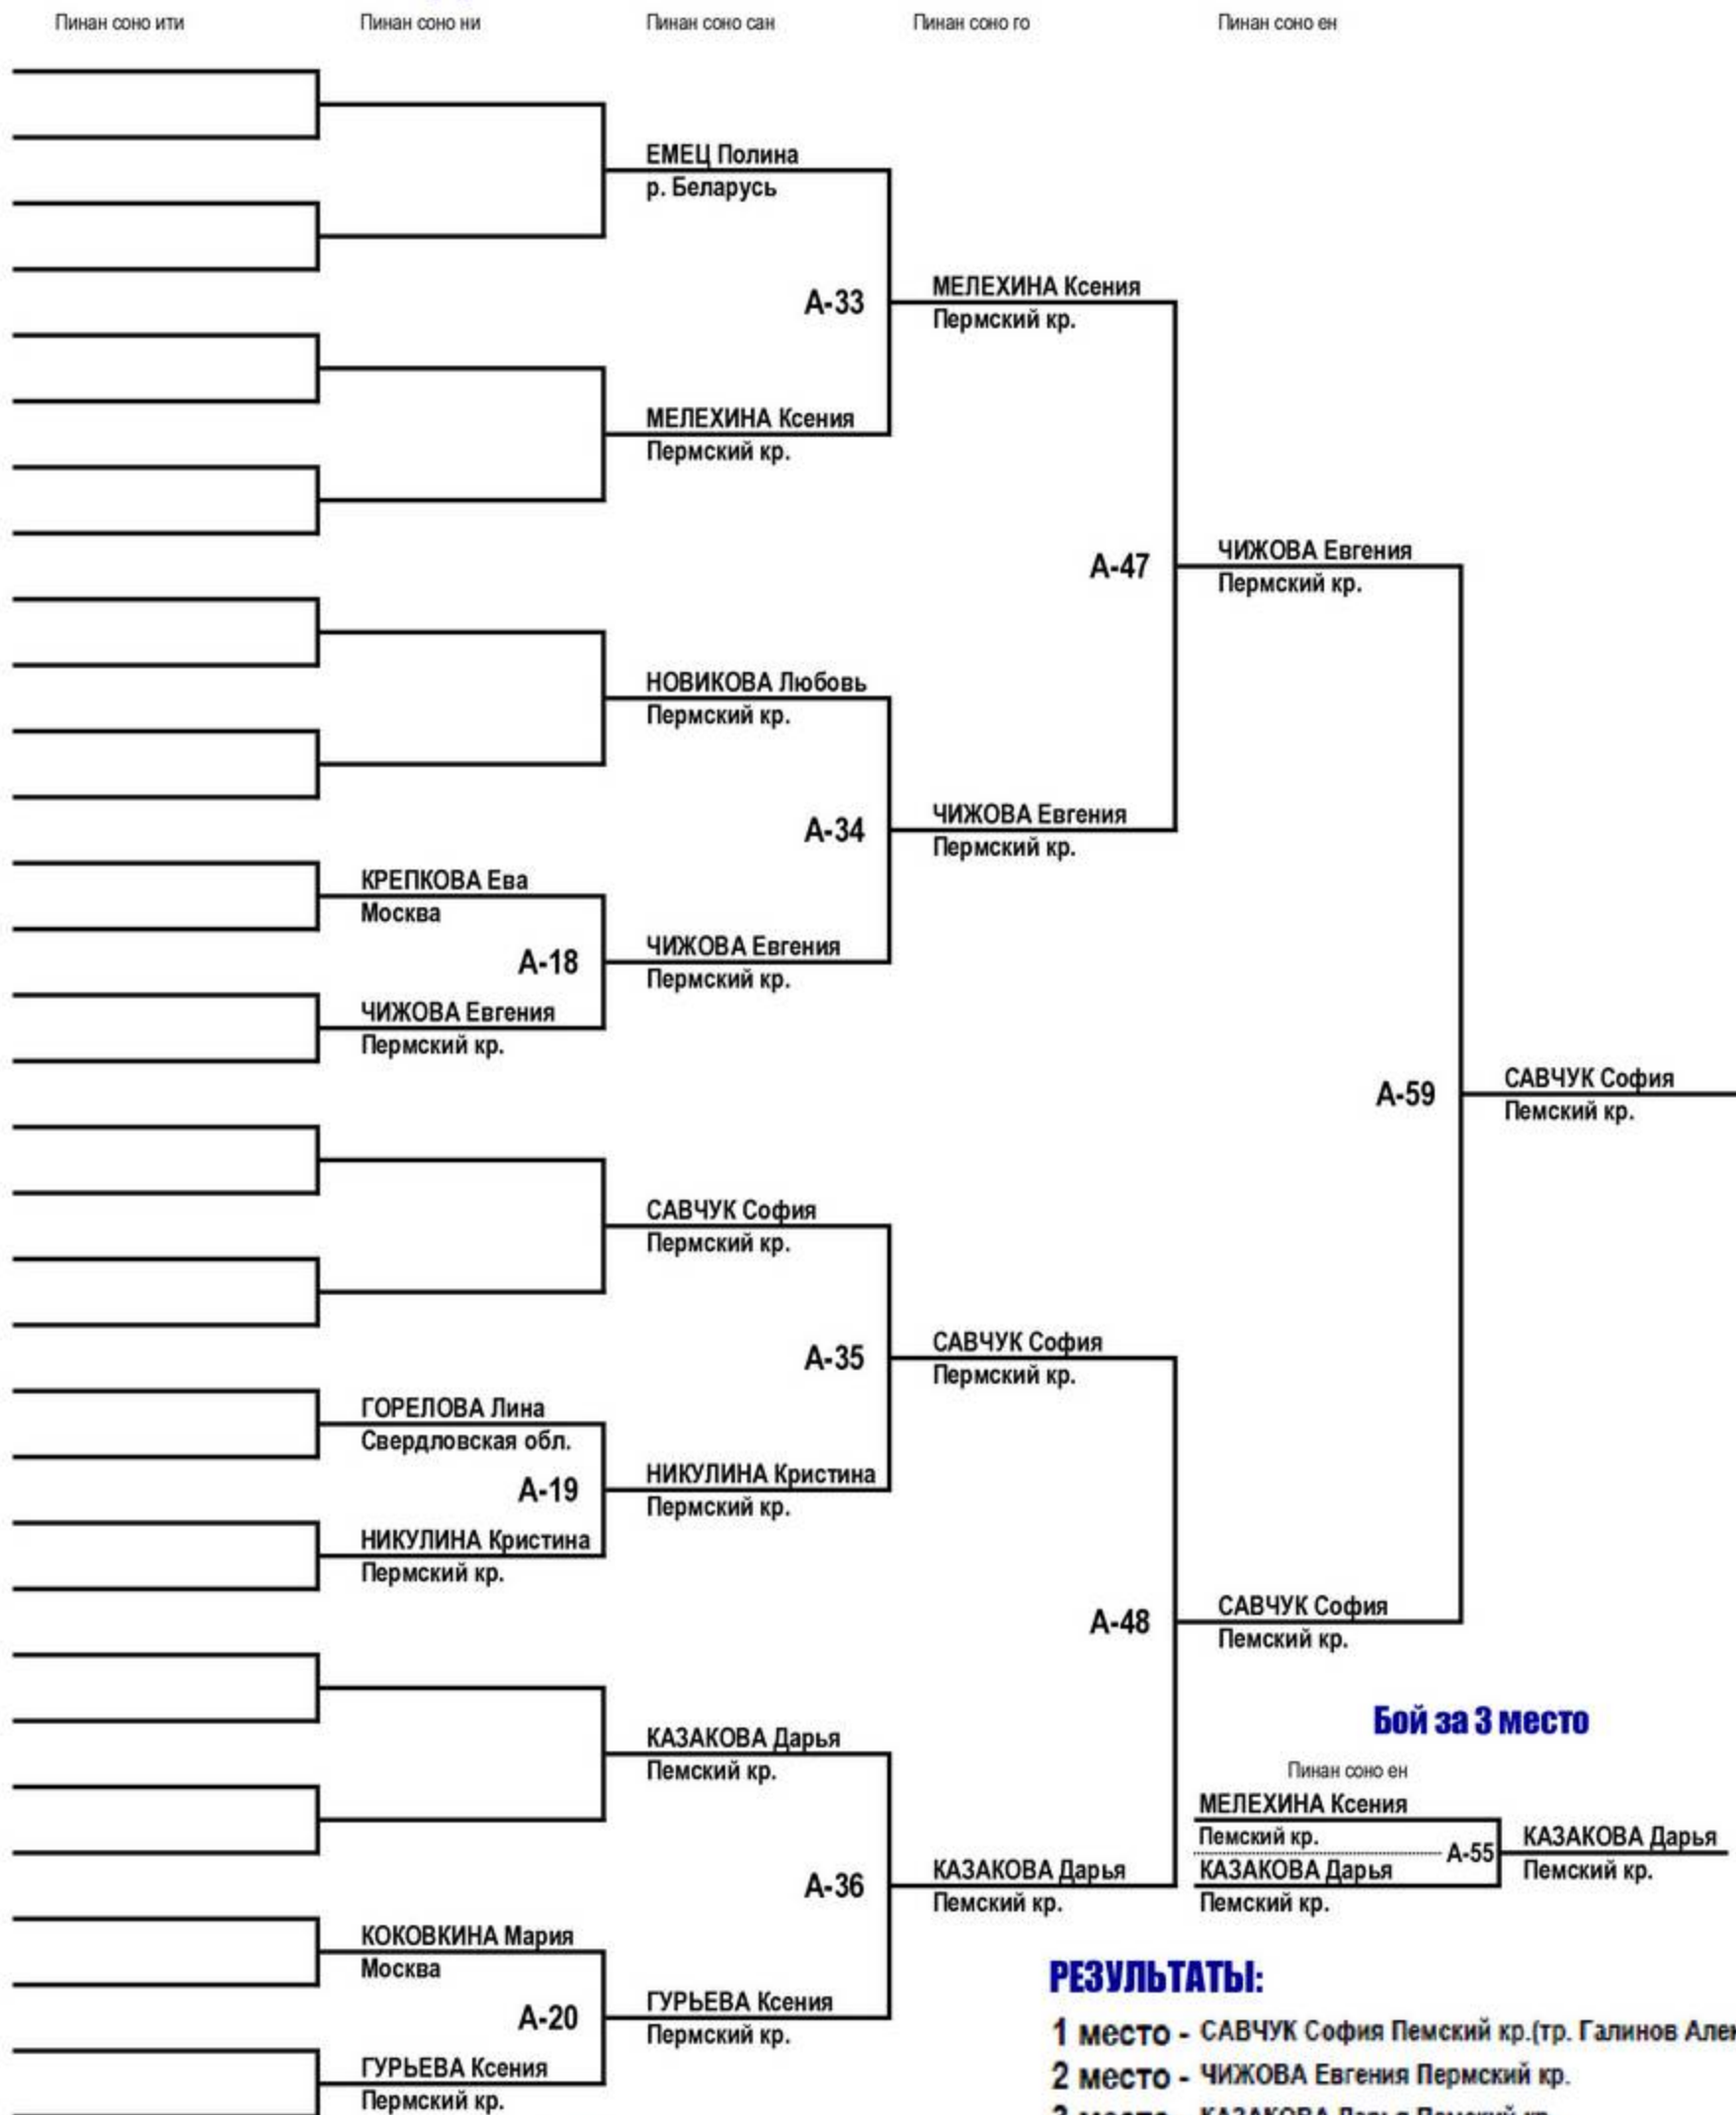 Пинан соно ити Пинан соно ни Пинан соно сан Пинан соно го Пинан соно ен
ЕМЕЦ Полина
р. Беларусь
А-33
МЕЛЕХИНА Ксения
Пермский кр.
МЕЛЕХИНА Ксения
Пермский кр.
А-47
ЧИЖОВА Евгения
Пермский кр.
НОВИКОВА Любовь
Пермский кр.
А-34
ЧИЖОВА Евгения
Пермский кр.
КРЕПКОВА Ева
Москва
А-18
ЧИЖОВА Евгения
Пермский кр.
ЧИЖОВА Евгения
Пермский кр.
А-59
САВЧУК София
Пемский кр.
САВЧУК София
Пермский кр.
А-35
САВЧУК София
Пермский кр.
ГОРЕЛОВА Лина
Свердловская обл.
А-19
НИКУЛИНА Кристина
Пермский кр.
НИКУЛИНА Кристина
Пермский кр.
А-48
САВЧУК София
Пемский кр.
КАЗАКОВА Дарья
Пемский кр.
А-36
КАЗАКОВА Дарья
Пемский кр.
КОКОВКИНА Мария
Москва
А-20
ГУРЬЕВА Ксения
Пермский кр.
ГУРЬЕВА Ксения
Пермский кр.
Бой за 3 место
Пинан соно ен
МЕЛЕХИНА Ксения
Пемский кр.
А-55
КАЗАКОВА Дарья
Пемский кр.
КАЗАКОВА Дарья
Пемский кр.
РЕЗУЛЬТАТЫ:
1 место - САВЧУК София Пемский кр.(тр. Галинов Алек
2 место - ЧИЖОВА Евгения Пермский кр.
3 место - КАЗАКОВА Дарья Пемский кр.